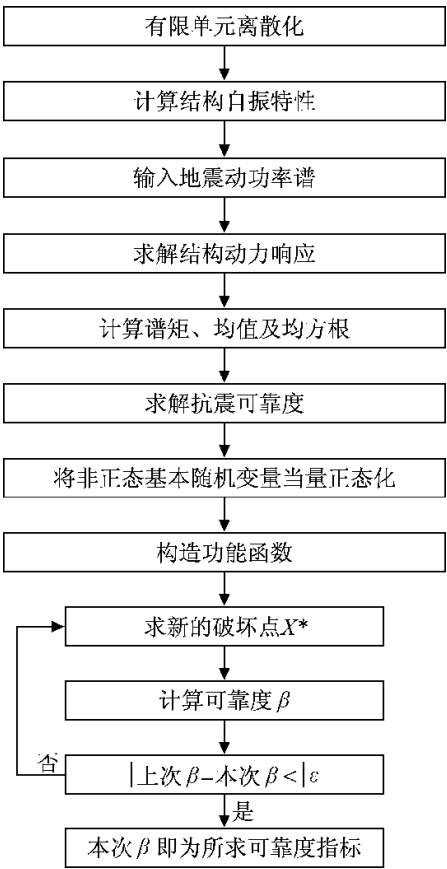 有限单元离散化
计算结构自振特性
输入地震动功率谱
求解结构动力响应
计算谱矩、均值及均方根
求解抗震可靠度
将非正态基本随机变量当量正态化
构造功能函数
求新的破坏点X*
计算可靠度β
否
|上次β–本次β<|ε
是
本次β即为所求可靠度指标